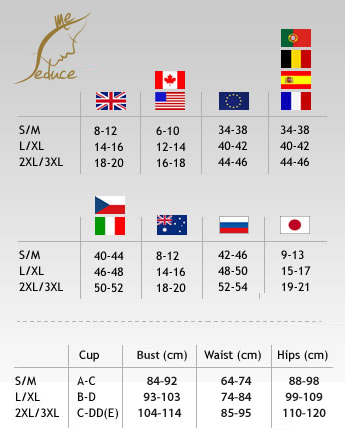 me
seduce
S/M 8-12 6-10 34-38 34-38
L/XL 14-16 12-14 40-42 40-42
2XL/3XL 18-20 16-18 44-46 44-46
S/M 40-44 8-12 42-46 9-13
L/XL 46-48 14-16 48-50 15-17
2XL/3XL 50-52 18-20 52-54 19-21
Cup Bust (cm) Waist (cm) Hips (cm)
S/M A-C 84-92 64-74 88-98
L/XL B-D 93-103 74-84 99-109
2XL/3XL C-DD(E) 104-114 85-95 110-120